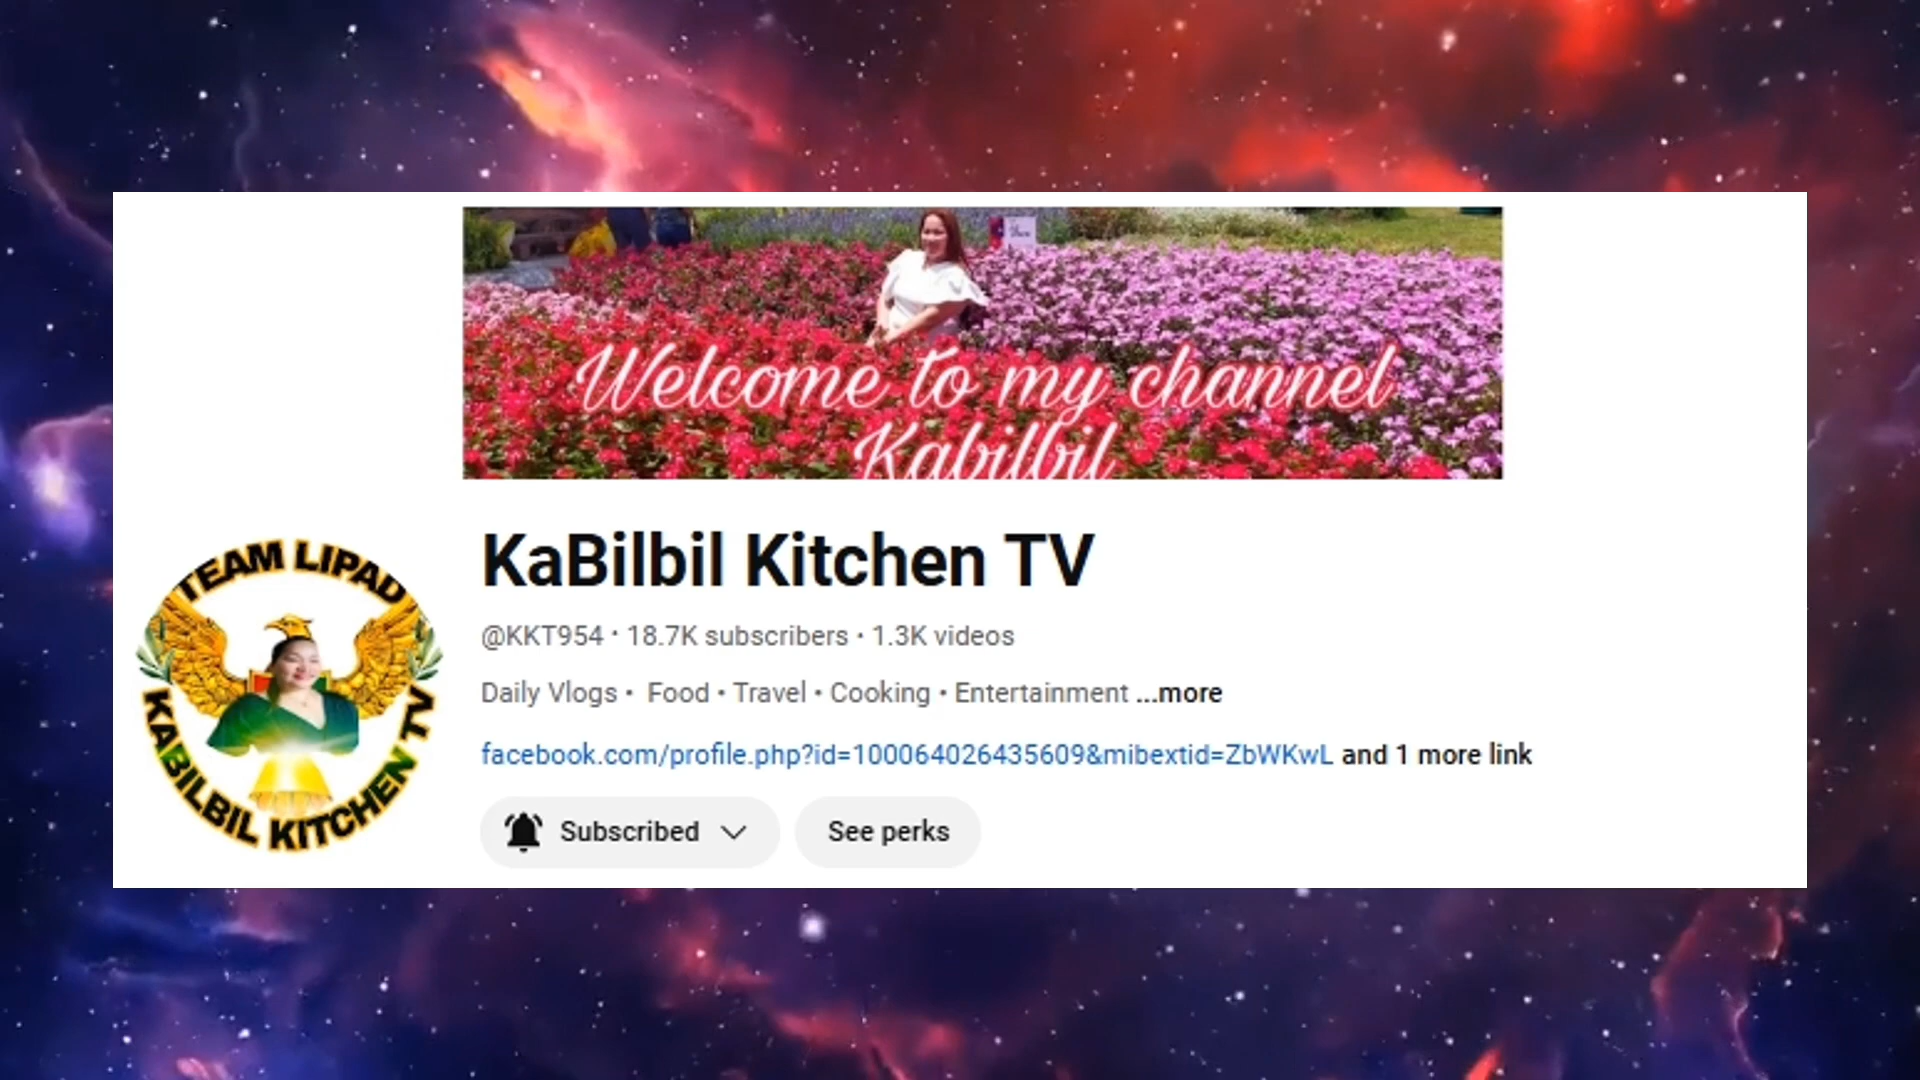 Welcome to my channel
Kabilbil
TEAM LIPAD
KABILBIL KITCHEN TV
KaBilbil Kitchen TV
@KKT954 • 18.7K subscribers • 1.3K videos
Daily Vlogs • Food • Travel • Cooking • Entertainment ...more
facebook.com/profile.php?id=100064026435609&mibextid=ZbWKwL and 1 more link
Subscribed
See perks